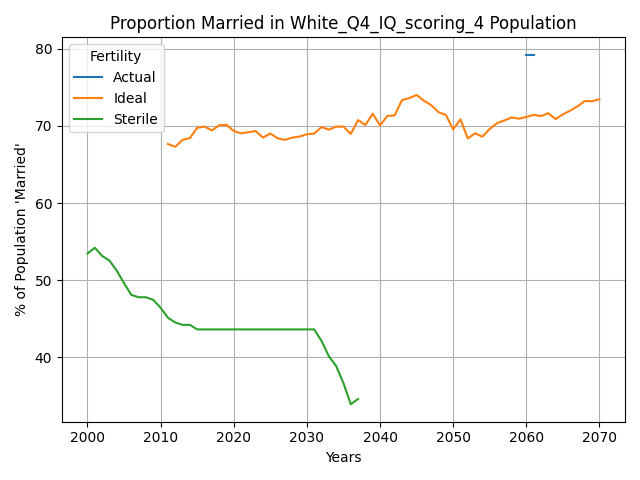 Proportion Married in White_Q4_IQ_scoring_4 Population
% of Population 'Married'
80
70
60
50
40
Fertility
Actual
Ideal
Sterile
2000 2010 2020 2030 2040 2050 2060 2070
Years